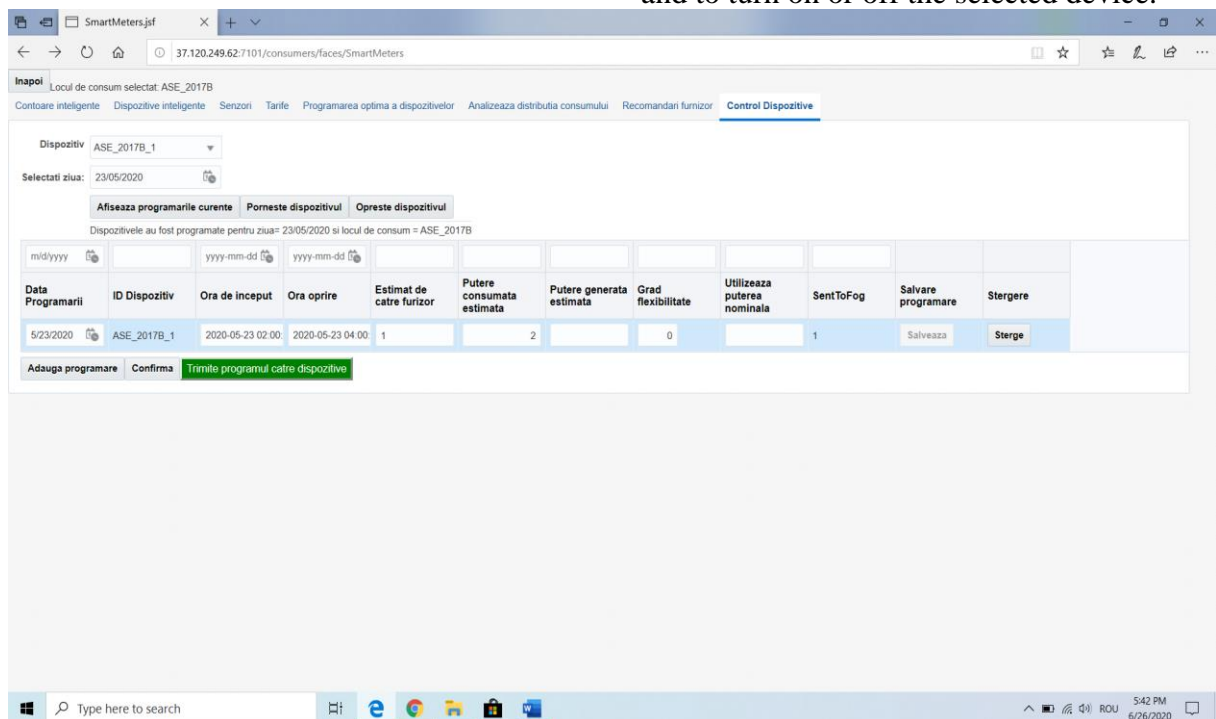 and to turn on or off the selected device.
SmartMeters.jsf
37.120.249.62:7101/consumers/faces/SmartMeters
Inapoi Locul de consum selectat: ASE_2017B
Contoare inteligente Dispozitive inteligente Senzori Tarife Programarea optima a dispozitivelor Analizeaza distributia consumului Recomandari furnizor Control Dispozitive
Dispozitiv ASE_2017B_1
Selectati ziua: 23/05/2020
Afiseaza programarile curente Porneste dispozitivul Opreste dispozitivul
Dispozitivele au fost programate pentru ziua= 23/05/2020 si locul de consum = ASE_2017B
m/d/yyyy yyyy-mm-dd yyyy-mm-dd
Data Programarii ID Dispozitiv Ora de inceput Ora oprire Estimat de catre furizor Putere consumata estimata Putere generata estimata Grad flexibilitate Utilizeaza puterea nominala SentToFog Salvare programare Stergere
5/23/2020 ASE_2017B_1 2020-05-23 02:00: 2020-05-23 04:00: 1 2 0 1 Salveaza Sterge
Adauga programare Confirma Trimite programul catre dispozitive
Type here to search
ROU
5:42 PM
6/26/2020